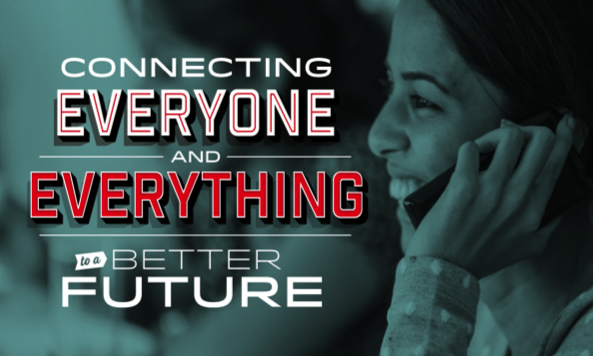 CONNECTING
EVERYONE
AND
EVERYTHING
to a BETTER
FUTURE